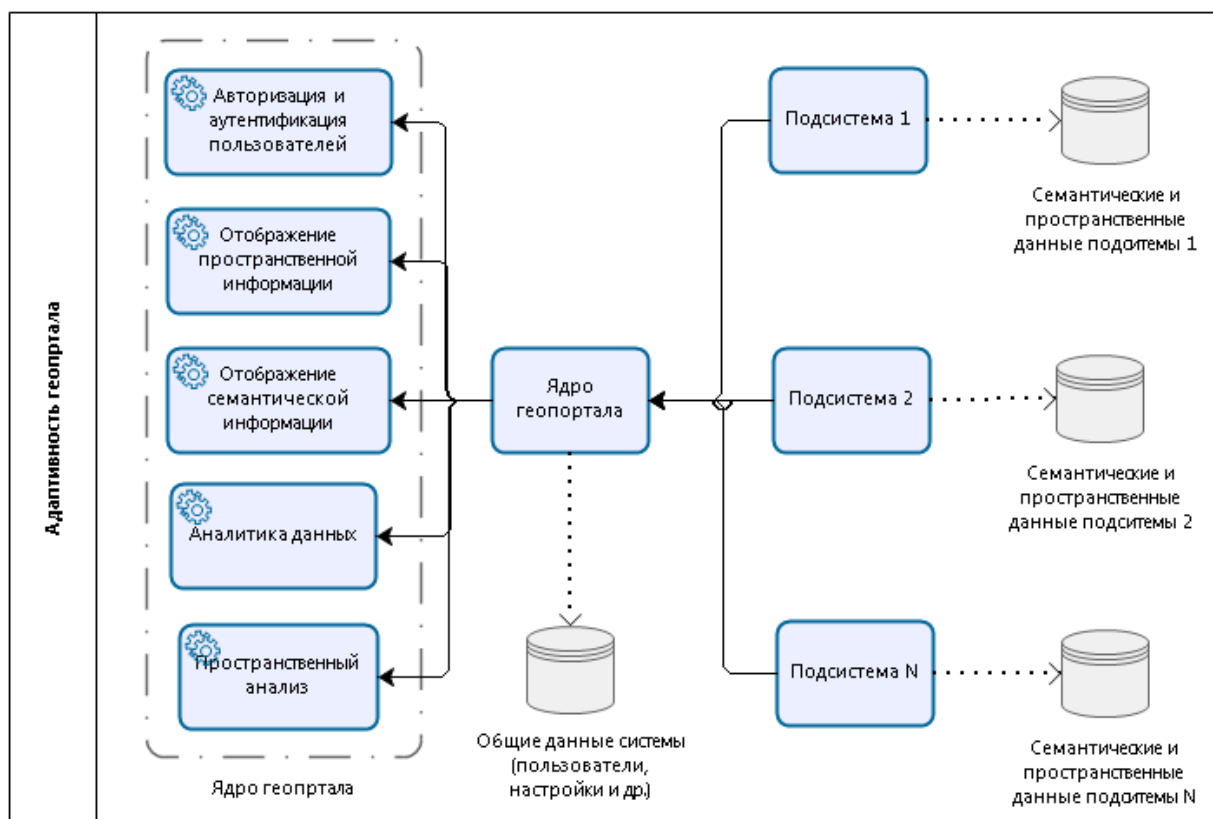 Адаптивность геопртала
Авторизация и
аутентификация
пользователей
Отображение
пространственной
информации
Отображение
семантической
информации
Аналитика данных
Пространственный
анализ
Ядро геопртала
Ядро
геопортала
Общие данные системы
(пользователи,
настройки и др.)
Подсистема 1
Семантические и
пространственные
данные подситемы 1
Подсистема 2
Семантические и
пространственные
данные подситемы 2
Подсистема N
Семантические и
пространственные
данные подситемы N